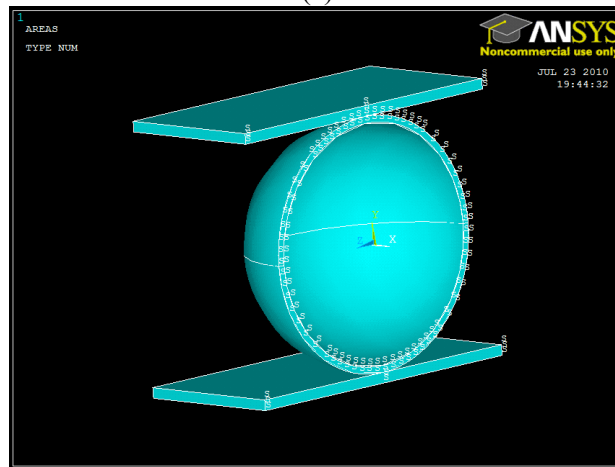 1
AREAS
TYPE NUM
ANSYS
Noncommercial use only
JUL 23 2010
19:44:32
Y
Z
X